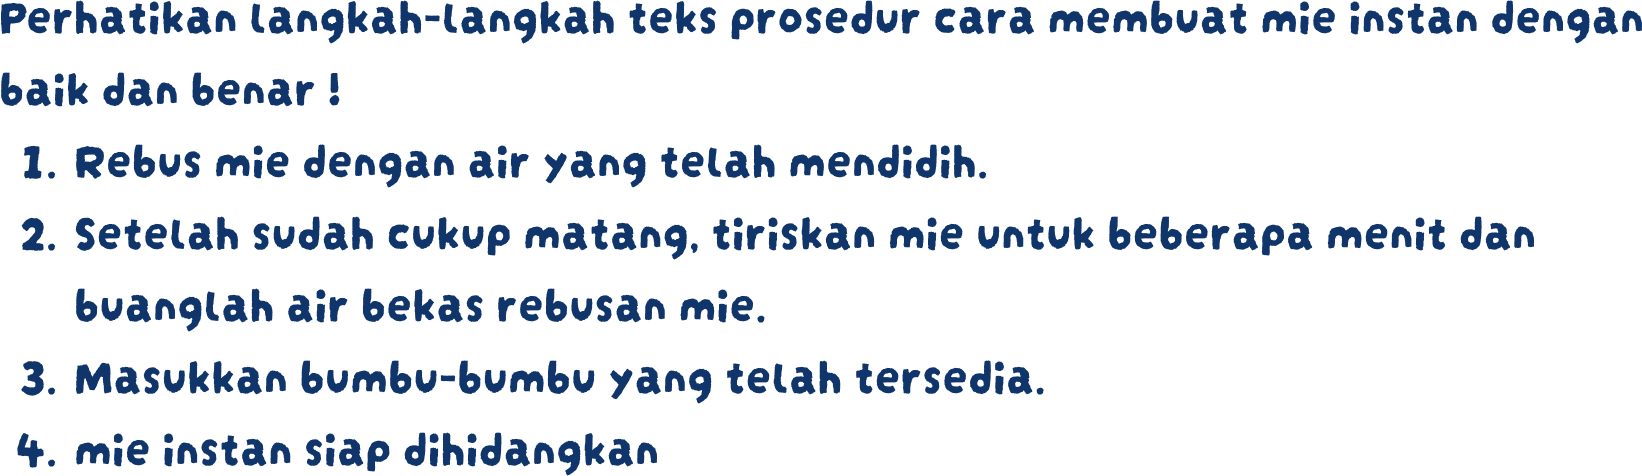 Perhatikan langkah-langkah teks prosedur cara membuat mie instan dengan
baik dan benar !
1. Rebus mie dengan air yang telah mendidih.
2. Setelah sudah cukup matang, tiriskan mie untuk beberapa menit dan
buanglah air bekas rebusan mie.
3. Masukkan bumbu-bumbu yang telah tersedia.
4. mie instan siap dihidangkan